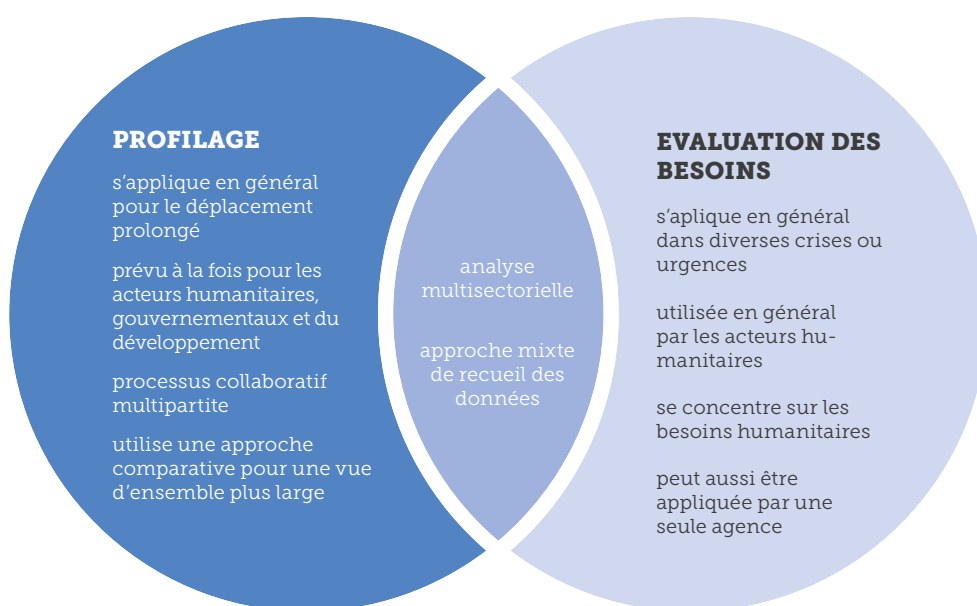 PROFILAGE
s’applique en général
pour le déplacement
prolongé
prévu à la fois pour les
acteurs humanitaires,
gouvernementaux et du
développement
processus collaboratif
multipartite
utilise une approche
comparative pour une vue
d’ensemble plus large
analyse
multisectorielle
approche mixte
de recueil des
données
EVALUATION DES
BESOINS
s’aplique en général
dans diverses crises ou
urgences
utilisée en général
par les acteurs hu-
manitaires
se concentre sur les
besoins humanitaires
peut aussi être
appliquée par une
seule agence